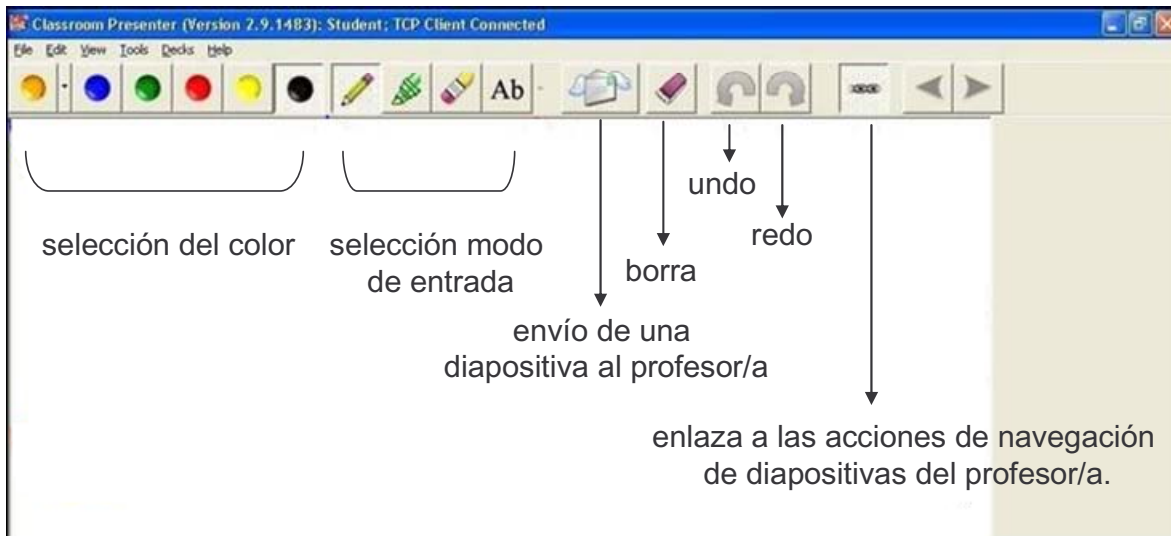 Classroom Presenter (Version 2.9.1483): Student: TCP Client Connected
File Edit View Tools Decks Help
Ab
undo
redo
selección del color
selección modo
de entrada
borra
envío de una
diapositiva al profesor/a
enlaza a las acciones de navegación
de diapositivas del profesor/a.